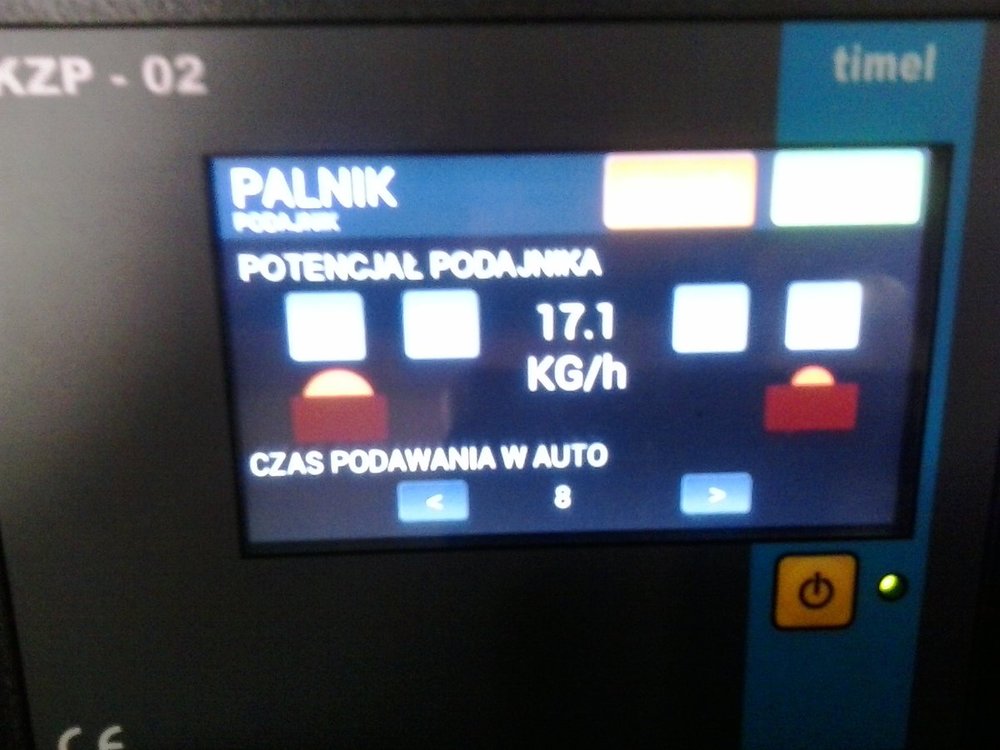 KZP - 02
timel
PALNIK
PODAJNIK
POTENCJAŁ PODAJNIKA
17.1
KG/h
CZAS PODAWANIA W AUTO
< 8 >
CE